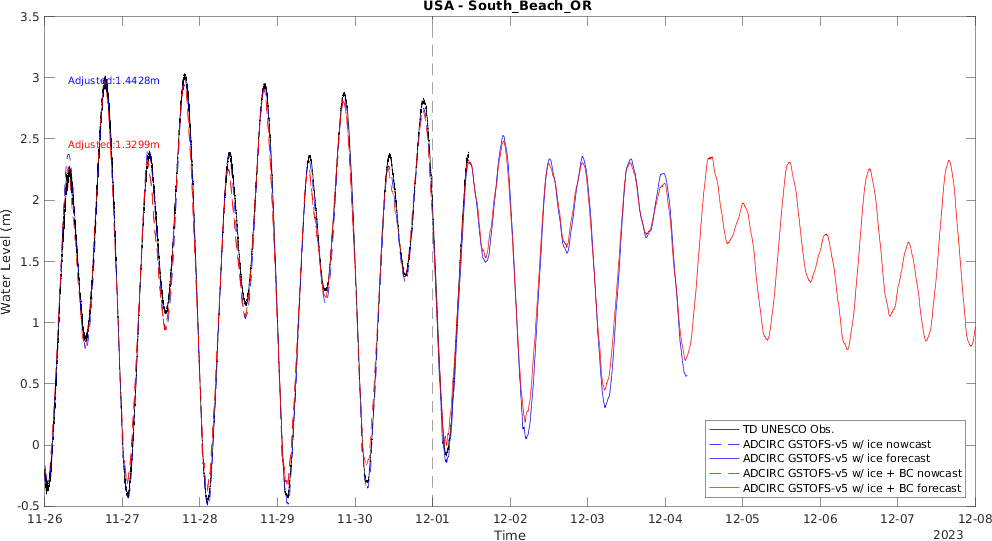 USA - South_Beach_OR
3.5
3
2.5
2
1.5
1
0.5
0
-0.5
Water Level (m)
Adjusted:1.4428m
Adjusted:1.3299m
TD UNESCO Obs.
ADCIRC GSTOFS-v5 w/ ice nowcast
ADCIRC GSTOFS-v5 w/ ice forecast
ADCIRC GSTOFS-v5 w/ ice + BC nowcast
ADCIRC GSTOFS-v5 w/ ice + BC forecast
11-26 11-27 11-28 11-29 11-30 12-01 12-02 12-03 12-04 12-05 12-06 12-07 12-08
Time
2023